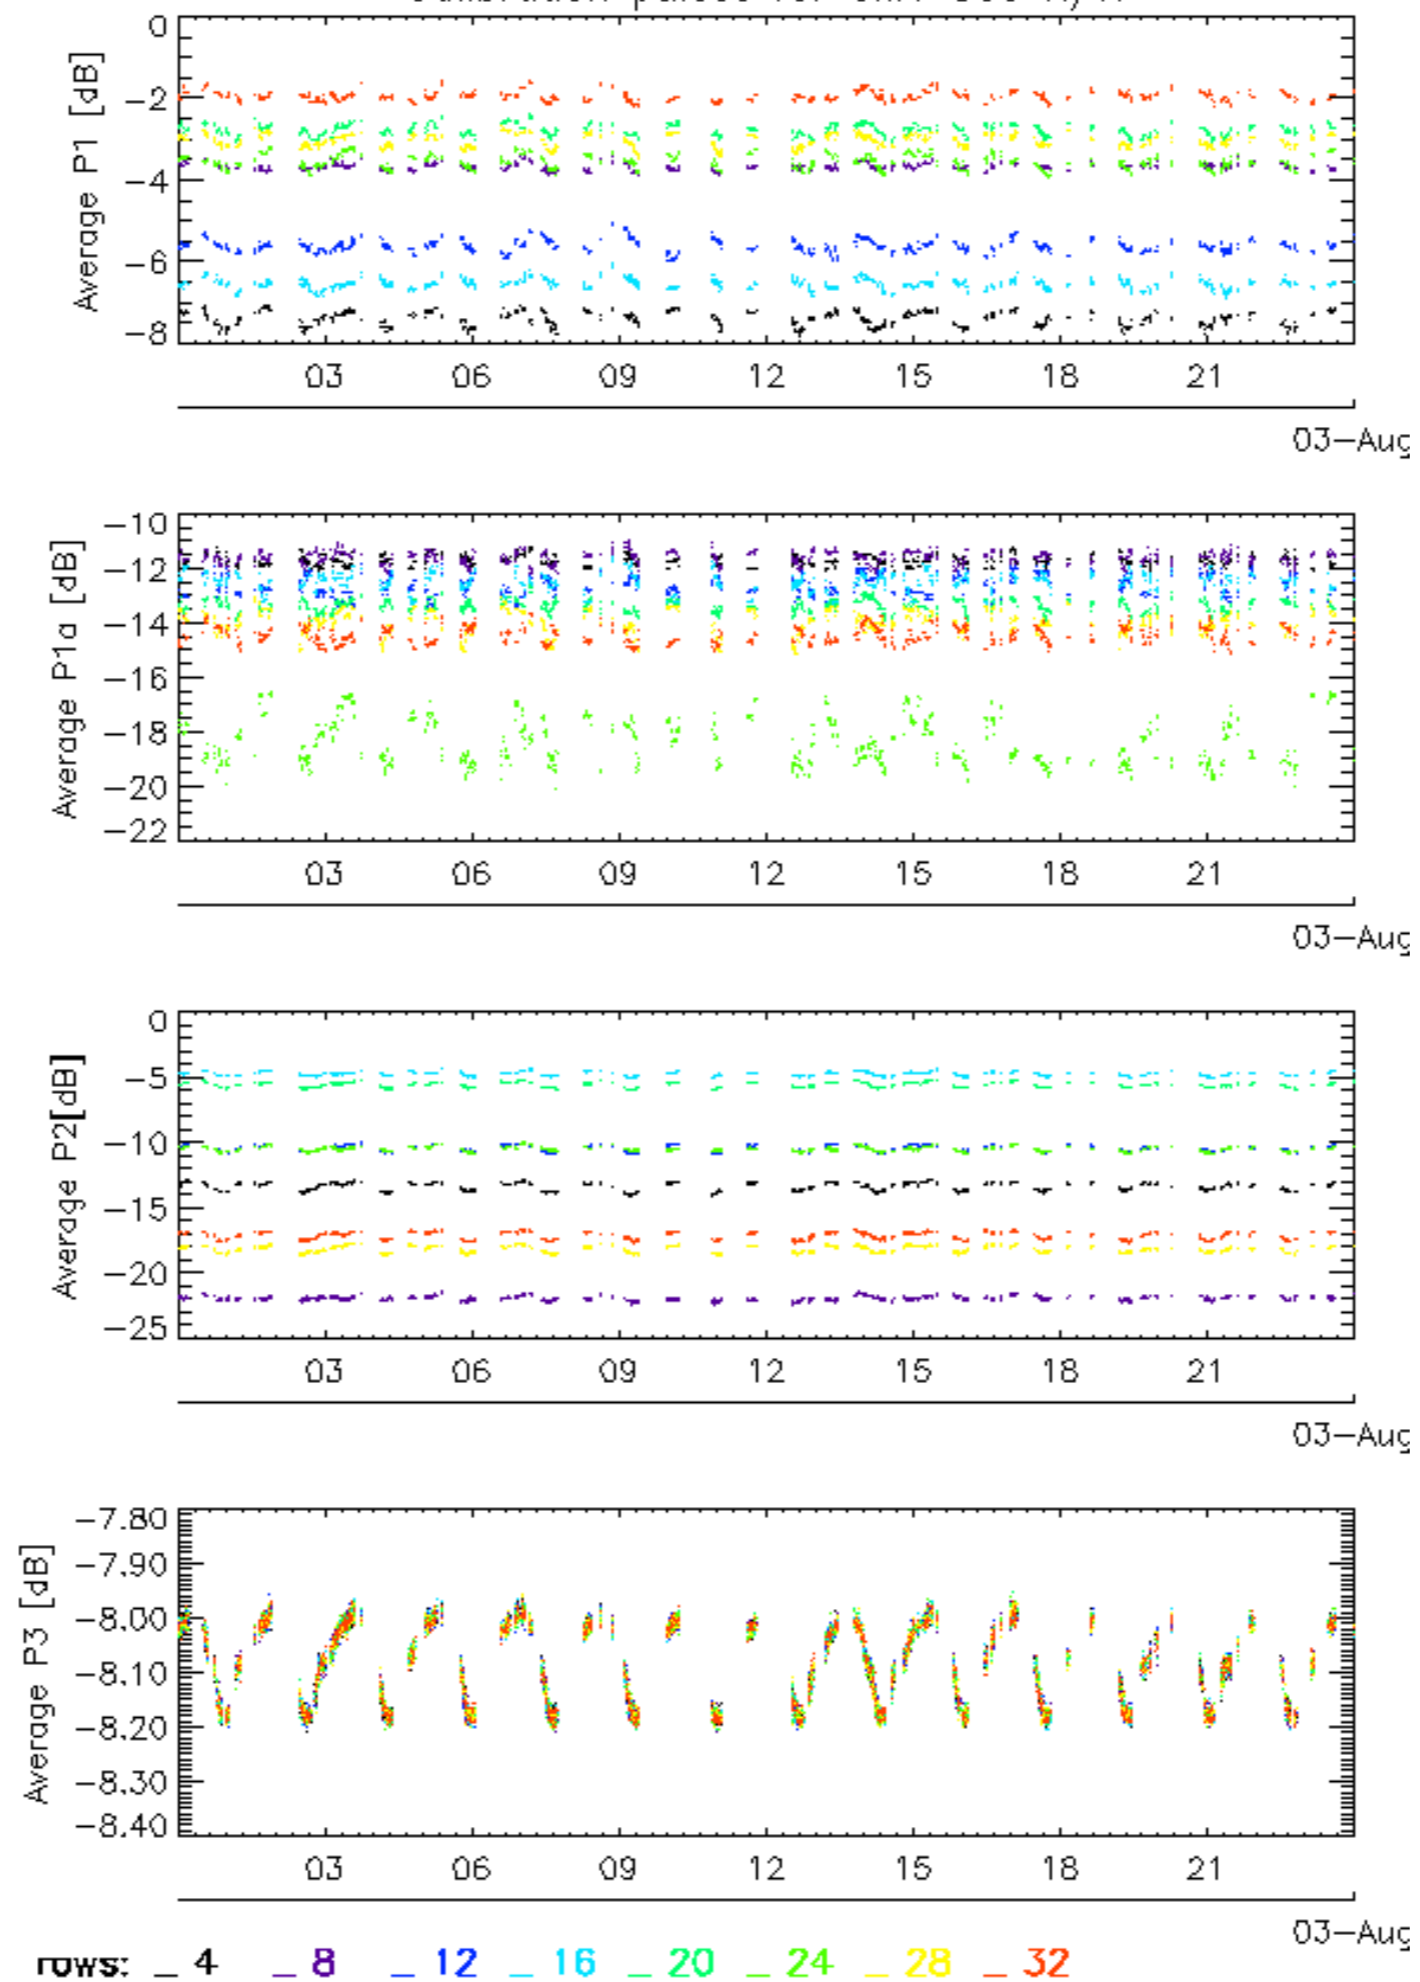 0
-2
-4
-6
-8
Average P1 [dB]
03 06 09 12 15 18 21
03-Aug
-10
-12
-14
-16
-18
-20
-22
Average P1a [dB]
03 06 09 12 15 18 21
03-Aug
0
-5
-10
-15
-20
-25
Average P2[dB]
03 06 09 12 15 18 21
03-Aug
-7.80
-7.90
-8.00
-8.10
-8.20
-8.30
-8.40
Average P3 [dB]
03 06 09 12 15 18 21
03-Aug
rows: _ 4 _ 8 _ 12 _ 16 _ 20 _ 24 _ 28 _ 32